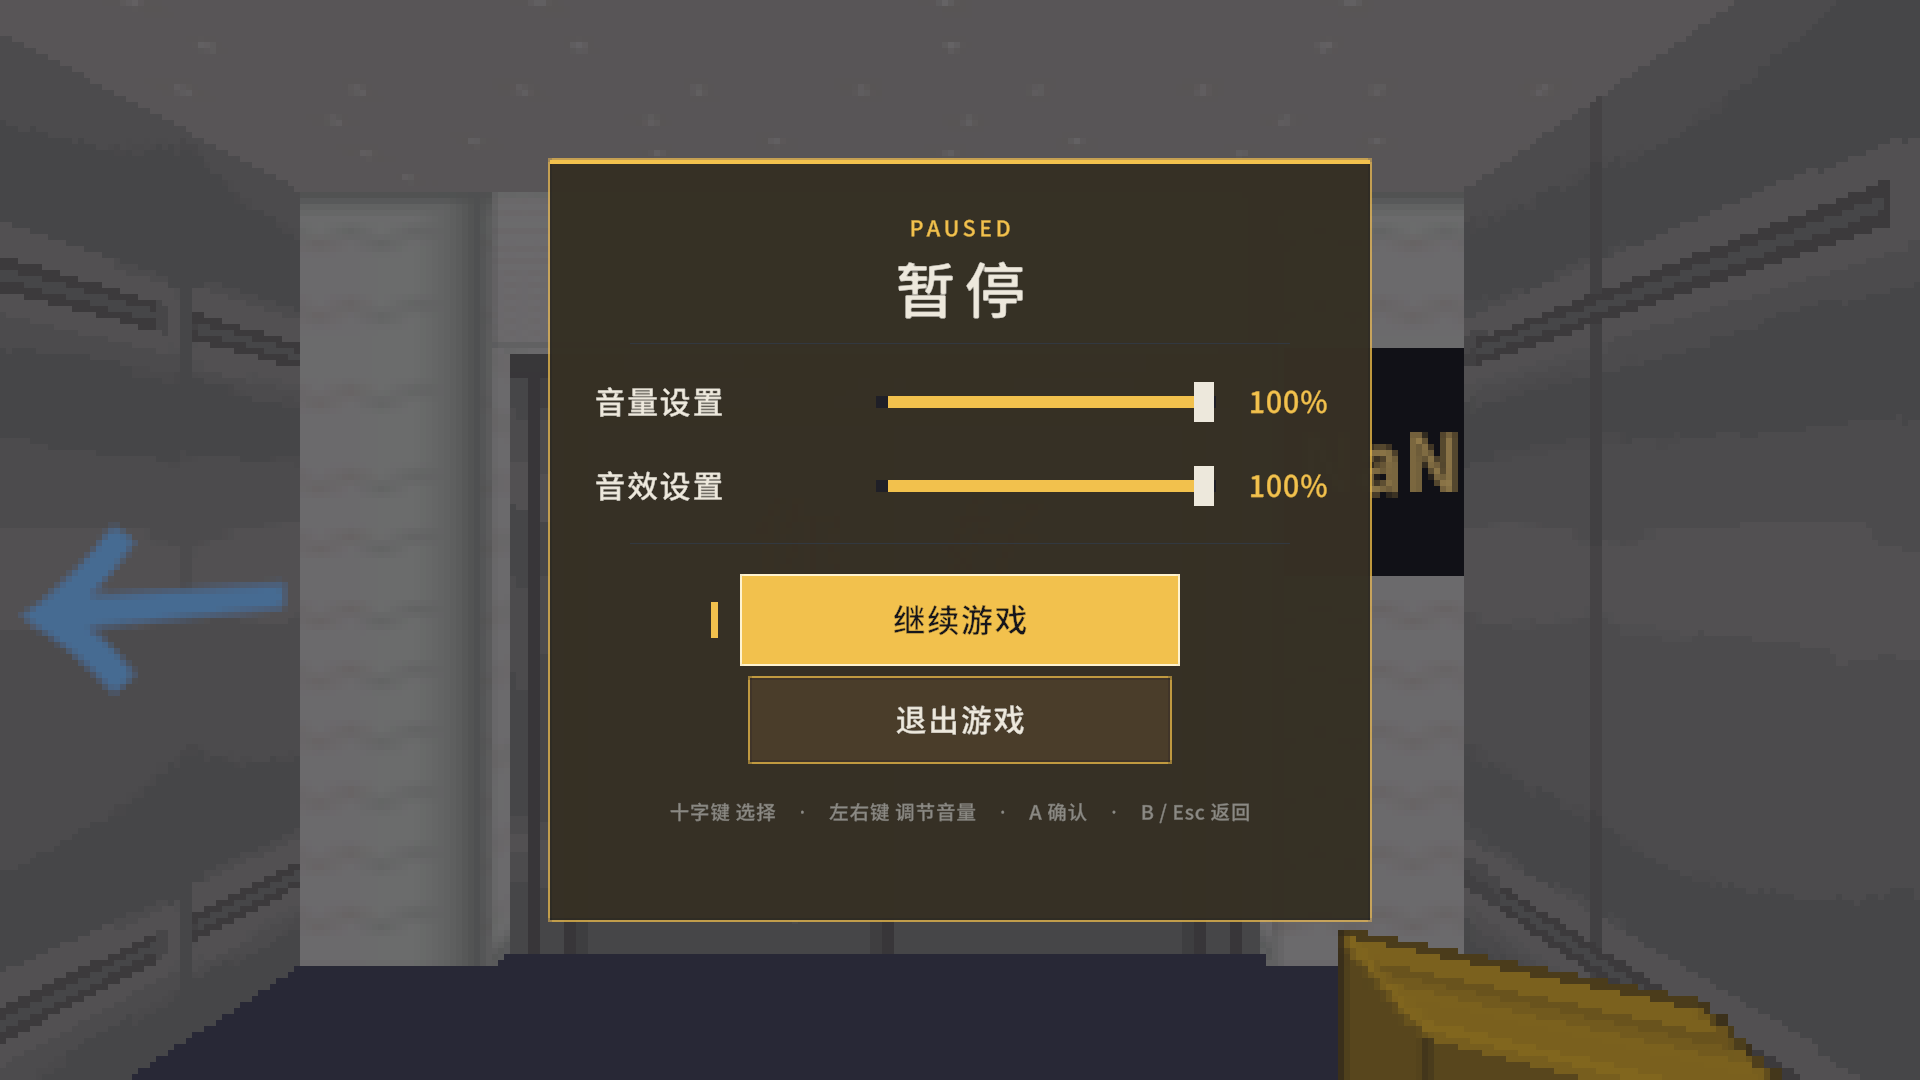 PAUSED
暂停
音量设置 100%
aN
音效设置 100%
继续游戏
退出游戏
十字键 选择 · 左右键 调节音量 · A 确认 · B / Esc 返回